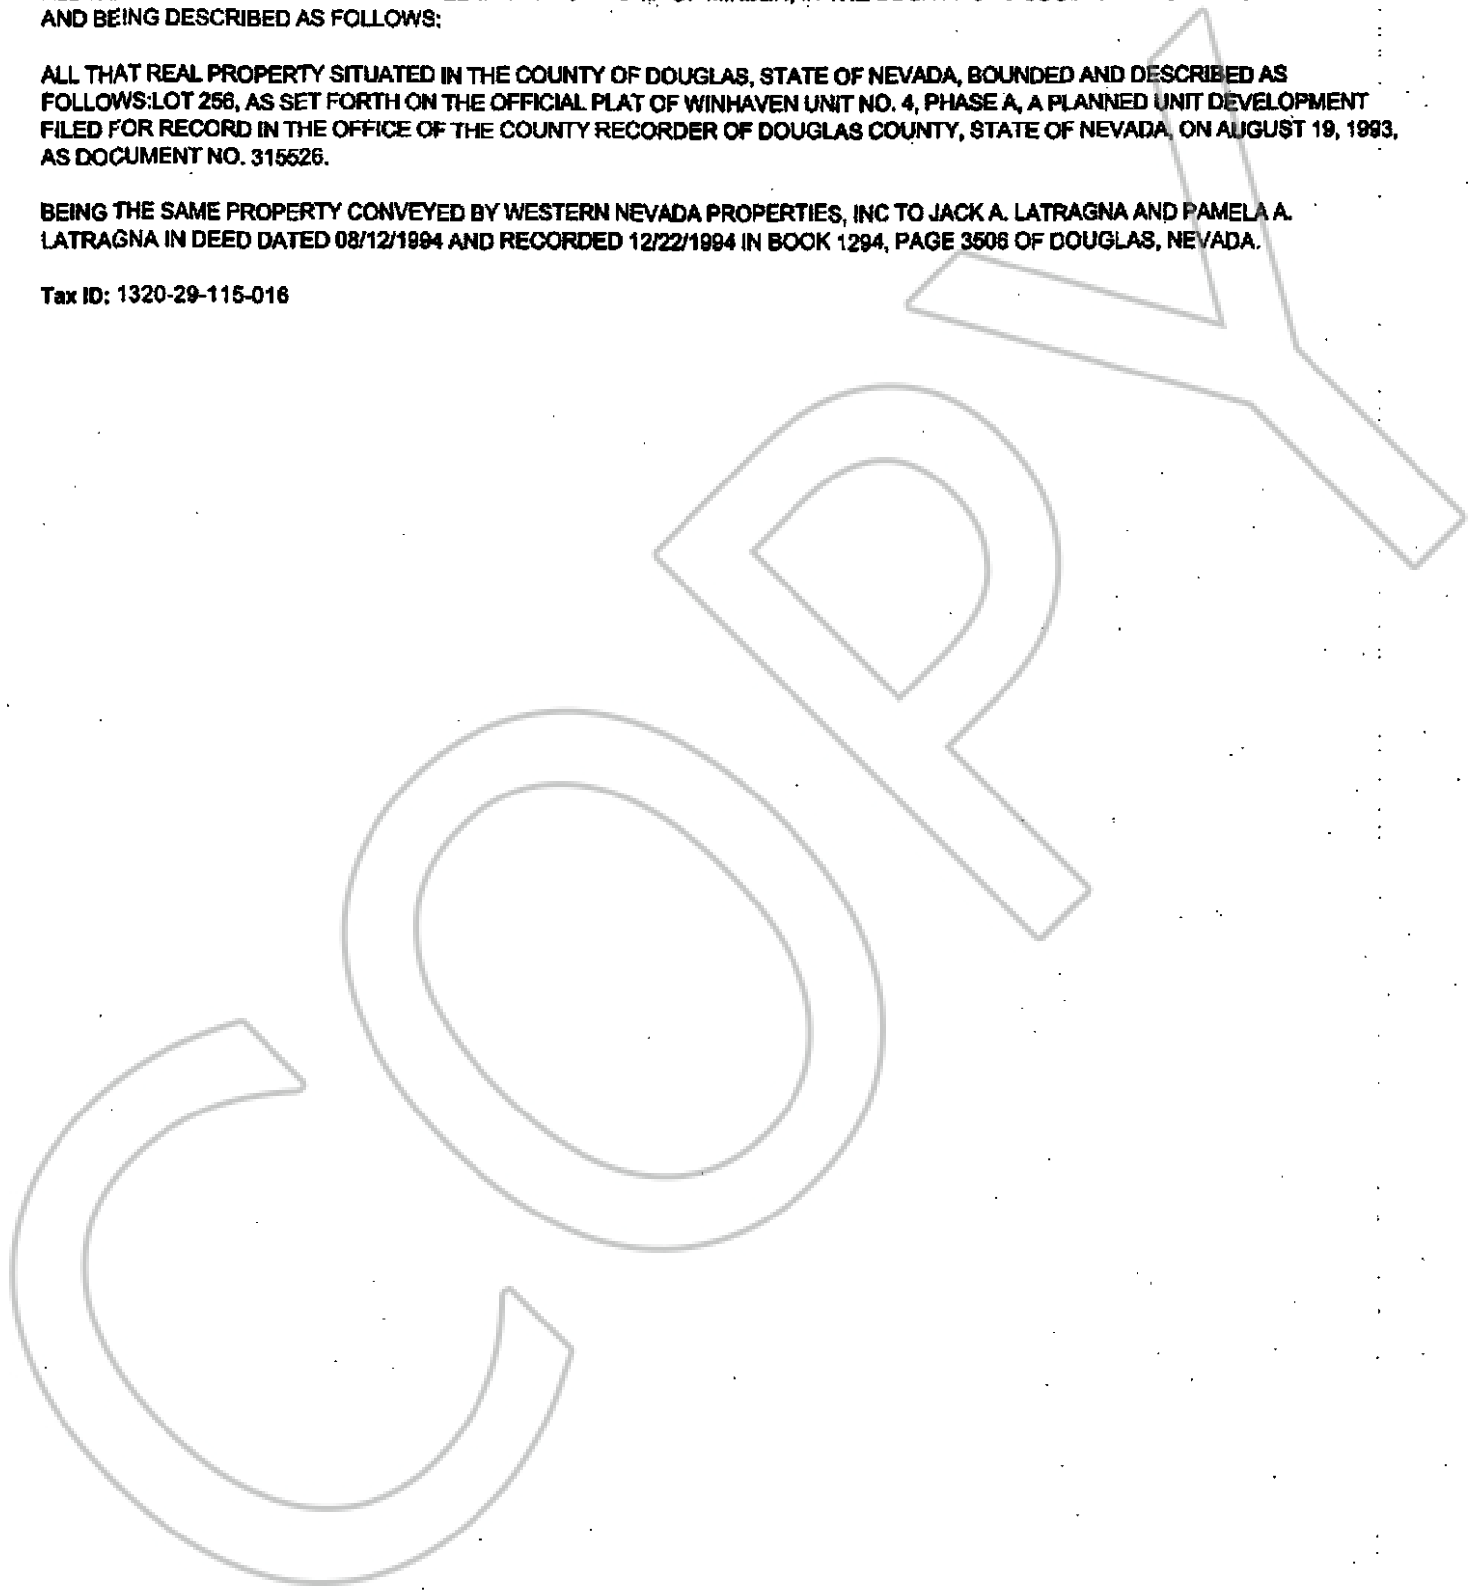 AND BEING DESCRIBED AS FOLLOWS:
ALL THAT REAL PROPERTY SITUATED IN THE COUNTY OF DOUGLAS, STATE OF NEVADA, BOUNDED AND DESCRIBED AS
FOLLOWS:LOT 256, AS SET FORTH ON THE OFFICIAL PLAT OF WINHAVEN UNIT NO. 4, PHASE A, A PLANNED UNIT DEVELOPMENT
FILED FOR RECORD IN THE OFFICE OF THE COUNTY RECORDER OF DOUGLAS COUNTY, STATE OF NEVADA, ON AUGUST 19, 1993,
AS DOCUMENT NO. 315526.
BEING THE SAME PROPERTY CONVEYED BY WESTERN NEVADA PROPERTIES, INC TO JACK A. LATRAGNA AND PAMELA A.
LATRAGNA IN DEED DATED 08/12/1994 AND RECORDED 12/22/1994 IN BOOK 1294, PAGE 3506 OF DOUGLAS, NEVADA.
Tax ID: 1320-29-115-016
COPY